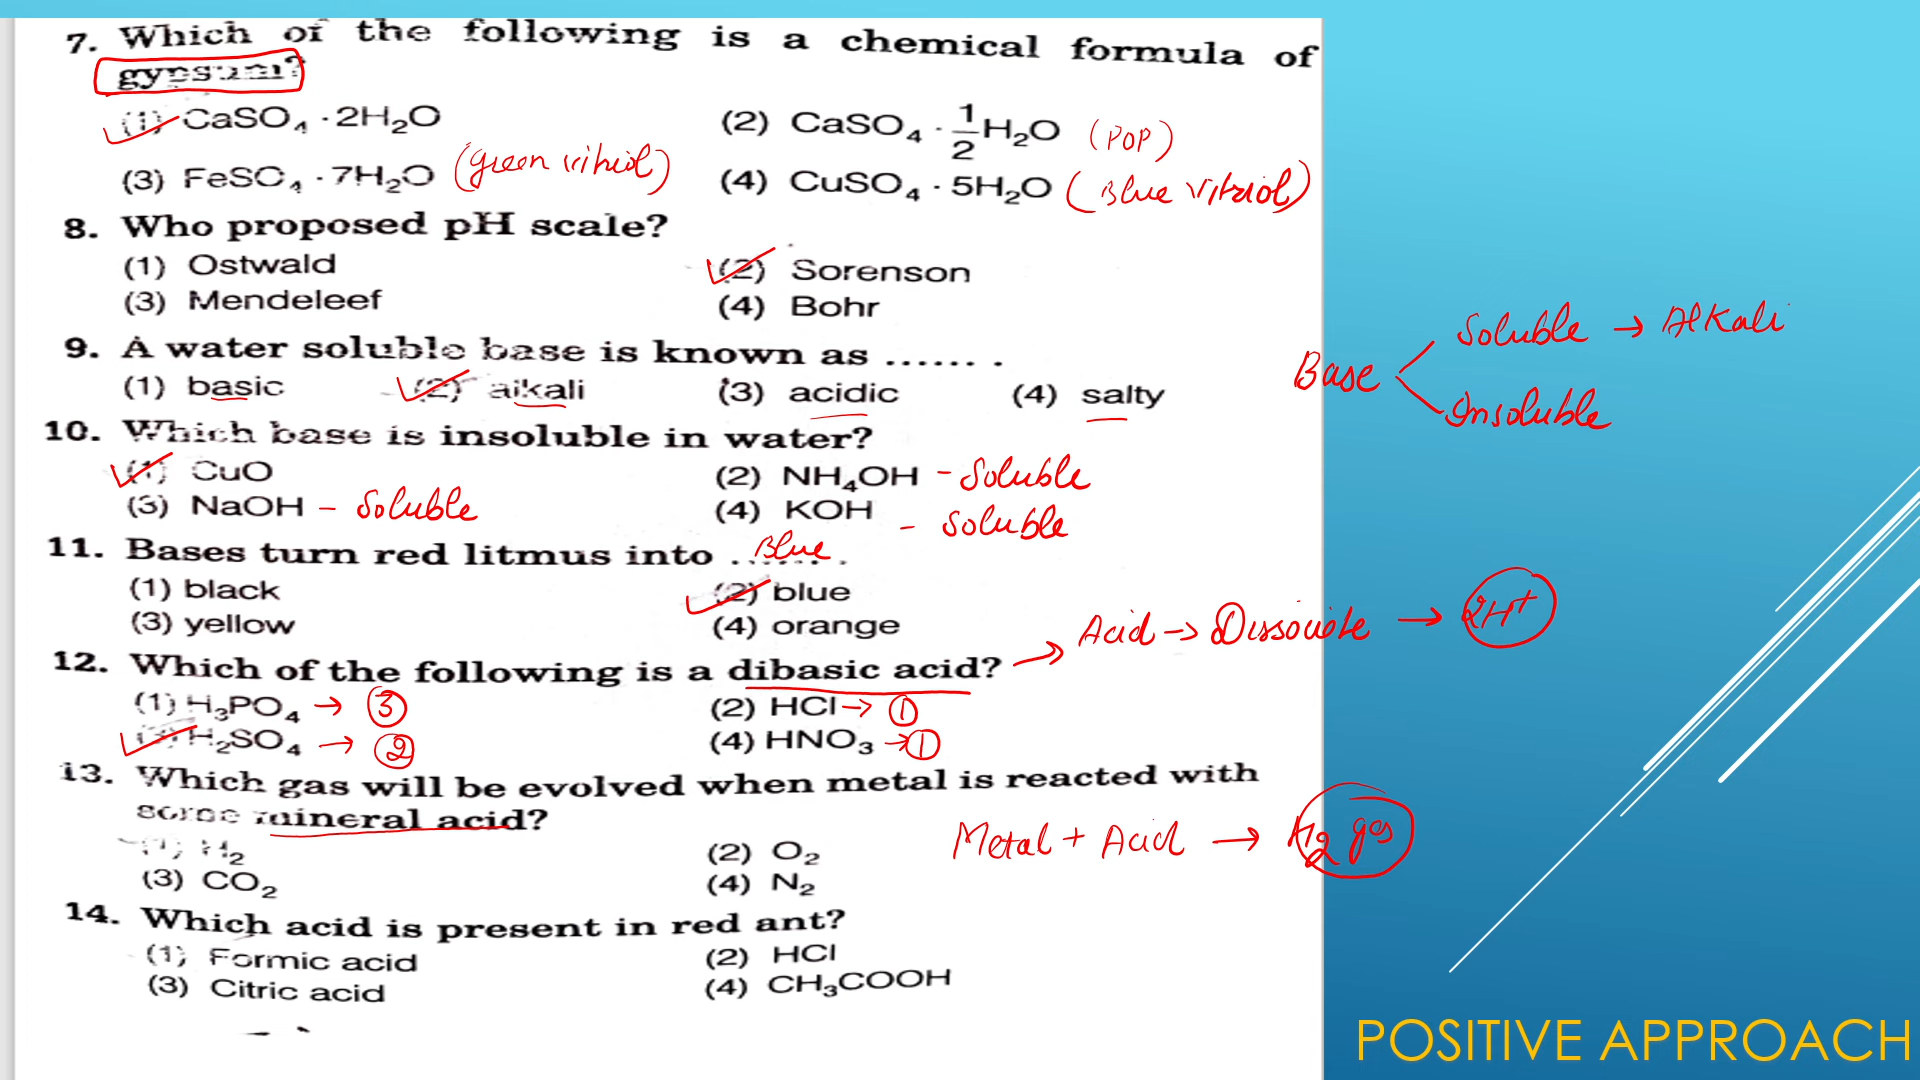 7. Which of the following is a chemical formula of
gypsum?
(1) CaSO₄ · 2H₂O (2) CaSO₄ · 1/2 H₂O (POP)
(3) FeSO₄ · 7H₂O (green vitriol) (4) CuSO₄ · 5H₂O (Blue vitriol)
8. Who proposed pH scale?
(1) Ostwald (2) Sorenson
(3) Mendeleef (4) Bohr
9. A water soluble base is known as ....... .
(1) basic (2) alkali (3) acidic (4) salty
Base
Soluble → Alkali
Insoluble
10. Which base is insoluble in water?
(1) CuO (2) NH₄OH - Soluble
(3) NaOH - Soluble (4) KOH - Soluble
11. Bases turn red litmus into ....... . Blue
(1) black (2) blue
(3) yellow (4) orange
12. Which of the following is a dibasic acid? → Acid → Dissociate → 2H⁺
(1) H₃PO₄ → 3 (2) HCl → 1
(3) H₂SO₄ → 2 (4) HNO₃ → 1
13. Which gas will be evolved when metal is reacted with
some mineral acid?
Metal + Acid → H₂ gas
(1) H₂ (2) O₂
(3) CO₂ (4) N₂
14. Which acid is present in red ant?
(1) Formic acid (2) HCl
(3) Citric acid (4) CH₃COOH
POSITIVE APPROACH